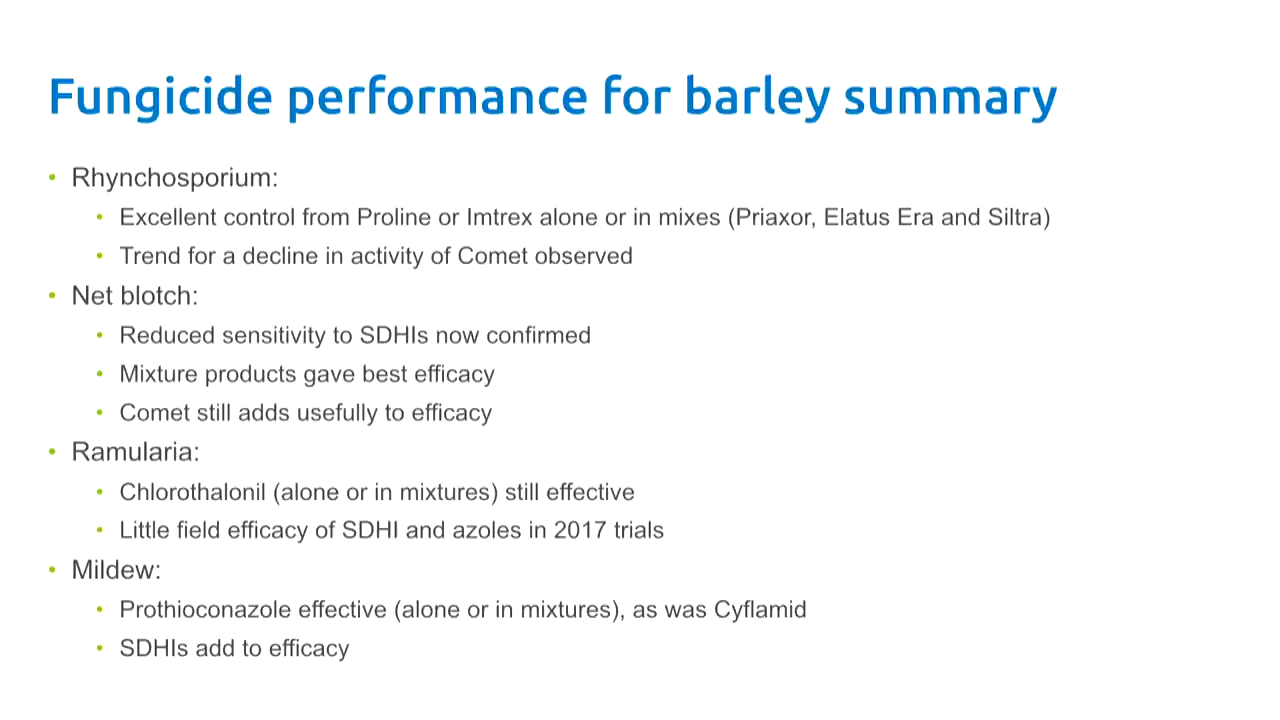 Fungicide performance for barley summary
• Rhynchosporium:
• Excellent control from Proline or Imtrex alone or in mixes (Priaxor, Elatus Era and Siltra)
• Trend for a decline in activity of Comet observed
• Net blotch:
• Reduced sensitivity to SDHIs now confirmed
• Mixture products gave best efficacy
• Comet still adds usefully to efficacy
• Ramularia:
• Chlorothalonil (alone or in mixtures) still effective
• Little field efficacy of SDHI and azoles in 2017 trials
• Mildew:
• Prothioconazole effective (alone or in mixtures), as was Cyflamid
• SDHIs add to efficacy